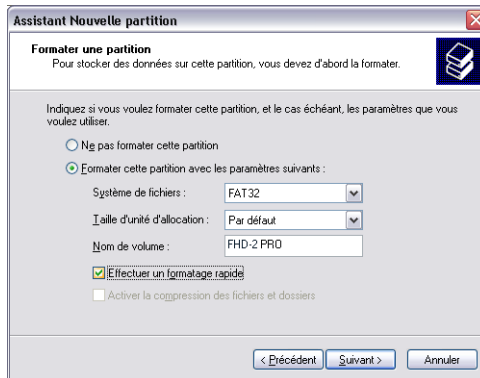 Assistant Nouvelle partition
Formater une partition
Pour stocker des données sur cette partition, vous devez d'abord la formater.
Indiquez si vous voulez formater cette partition, et le cas échéant, les paramètres que vous
voulez utiliser.
Ne pas formater cette partition
Formater cette partition avec les paramètres suivants :
Système de fichiers : FAT32
Taille d'unité d'allocation : Par défaut
Nom de volume : FHD-2 PRO
Effectuer un formatage rapide
Activer la compression des fichiers et dossiers
< Précédent Suivant > Annuler